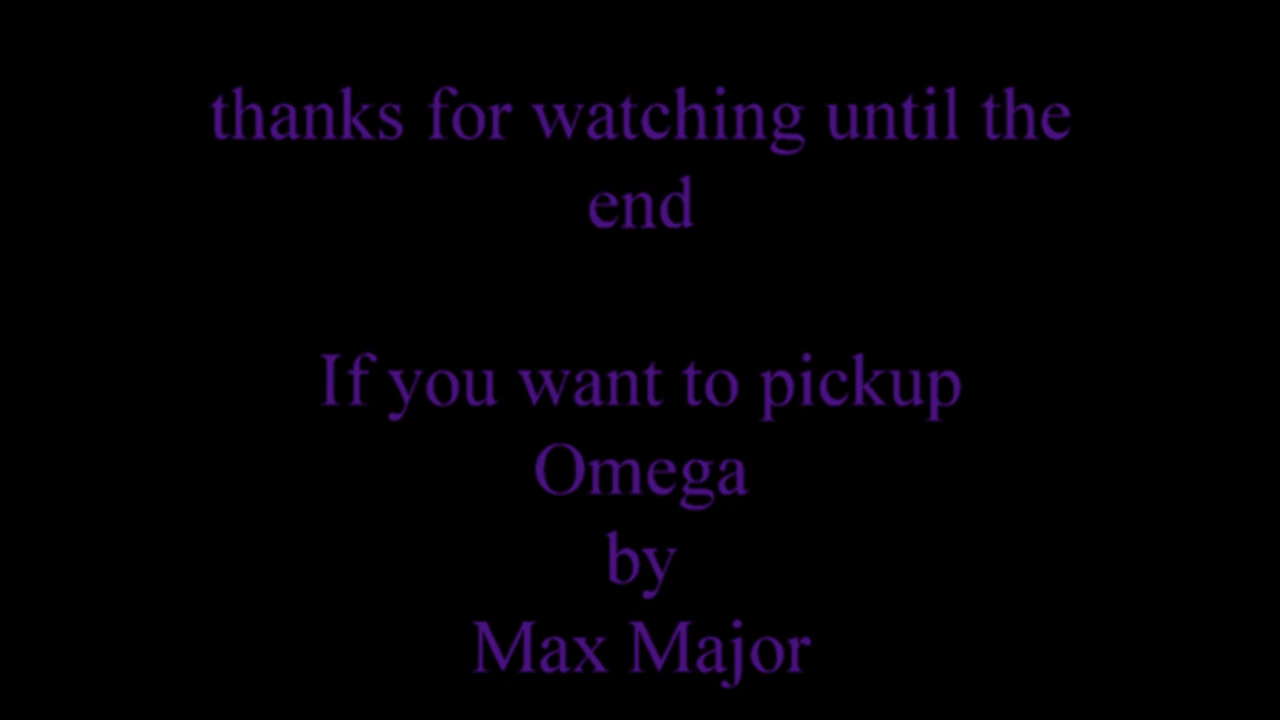 thanks for watching until the
end
If you want to pickup
Omega
by
Max Major